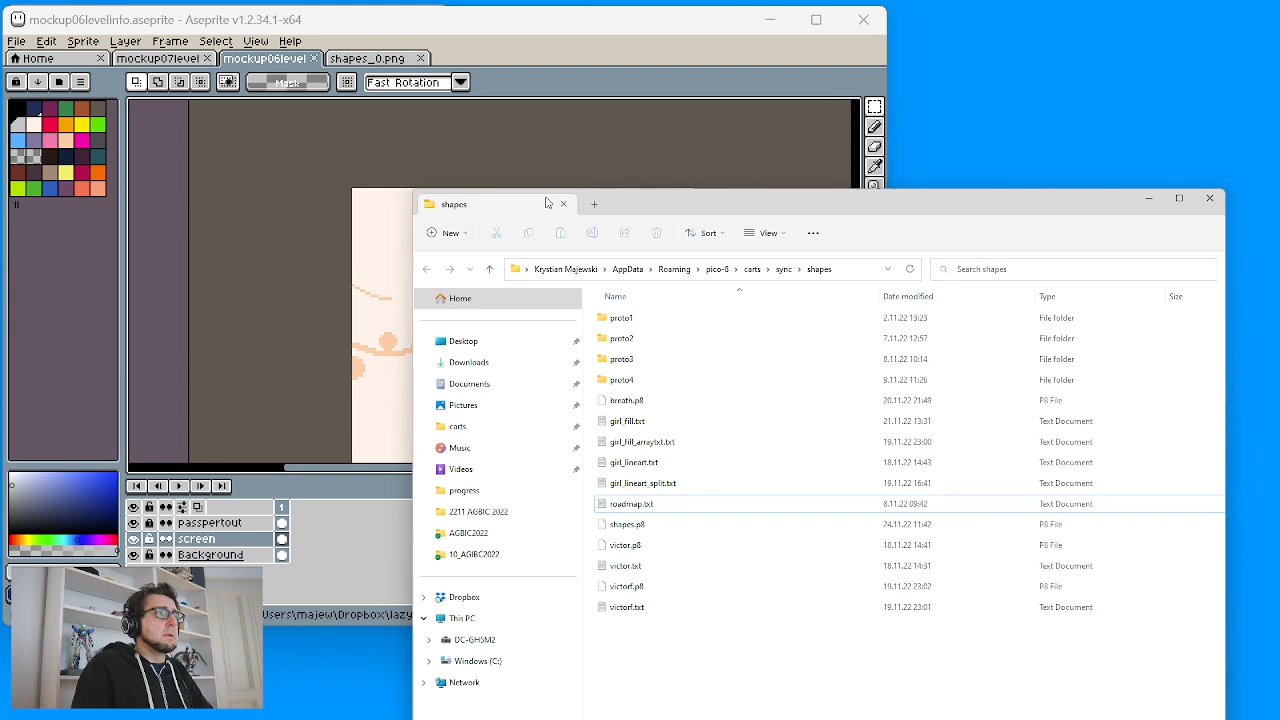 mockup06levelinfo.aseprite - Aseprite v1.2.34.1-x64
File Edit Sprite Layer Frame Select View Help
Home mockup07level mockup06level shapes_0.png
Mask Fast Rotation
shapes
New Sort View
Krystian Majewski > AppData > Roaming > pico-8 > carts > sync > shapes
Search shapes
Name Date modified Type Size
Home
Desktop
Downloads
Documents
Pictures
carts
Music
Videos
progress
2211 AGBIC 2022
AGBIC2022
10_AGIBC2022
Dropbox
This PC
DC-GH5M2
Windows (C:)
Network
proto1 2.11.22 13:23 File folder
proto2 7.11.22 12:57 File folder
proto3 8.11.22 10:14 File folder
proto4 9.11.22 11:26 File folder
breath.p8 20.11.22 21:49 P8 File
girl_fill.txt 21.11.22 13:31 Text Document
girl_fill_arraytxt.txt 19.11.22 23:00 Text Document
girl_lineart.txt 18.11.22 14:43 Text Document
girl_lineart_split.txt 19.11.22 16:41 Text Document
roadmap.txt 8.11.22 09:42 Text Document
shapes.p8 24.11.22 11:42 P8 File
victor.p8 18.11.22 14:41 P8 File
victor.txt 18.11.22 14:31 Text Document
victorf.p8 19.11.22 23:02 P8 File
victorf.txt 19.11.22 23:01 Text Document
1
passpertout
screen
Background
Users\majew\Dropbox\lazy